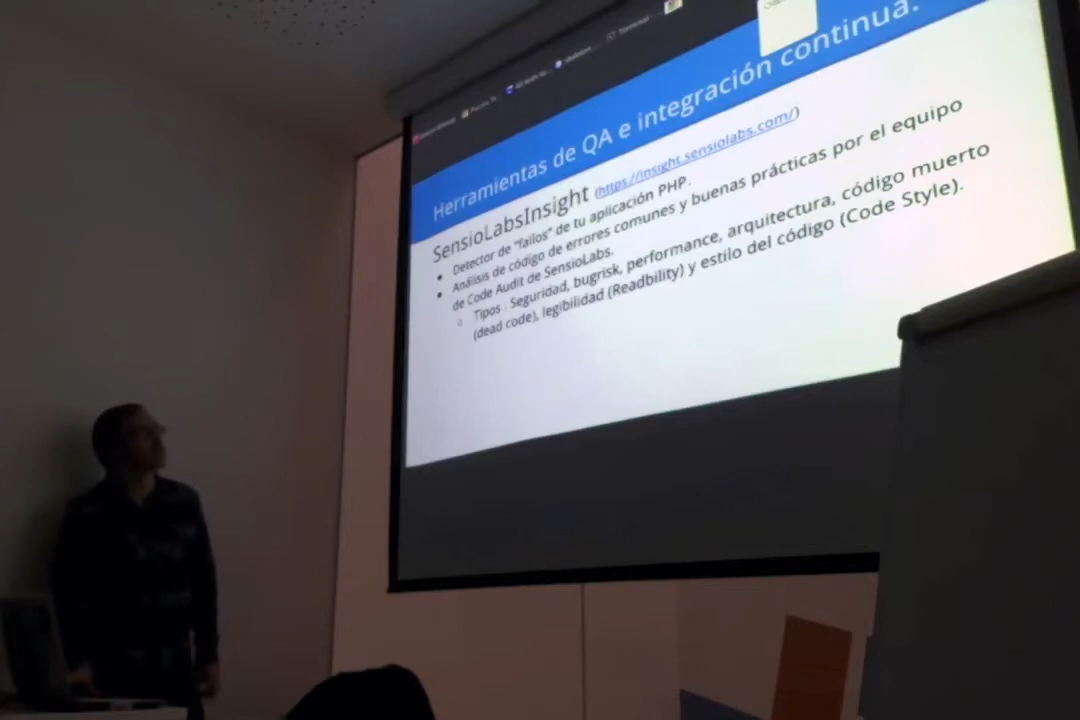 Herramientas de QA e integración continua.
SensioLabsInsight (https://insight.sensiolabs.com/)
● Detector de "fallos" de tu aplicación PHP.
● Análisis de código de errores comunes y buenas prácticas por el equipo
de Code Audit de SensioLabs.
○ Tipos : Seguridad, bugrisk, performance, arquitectura, código muerto
(dead code), legibilidad (Readbility) y estilo del código (Code Style).